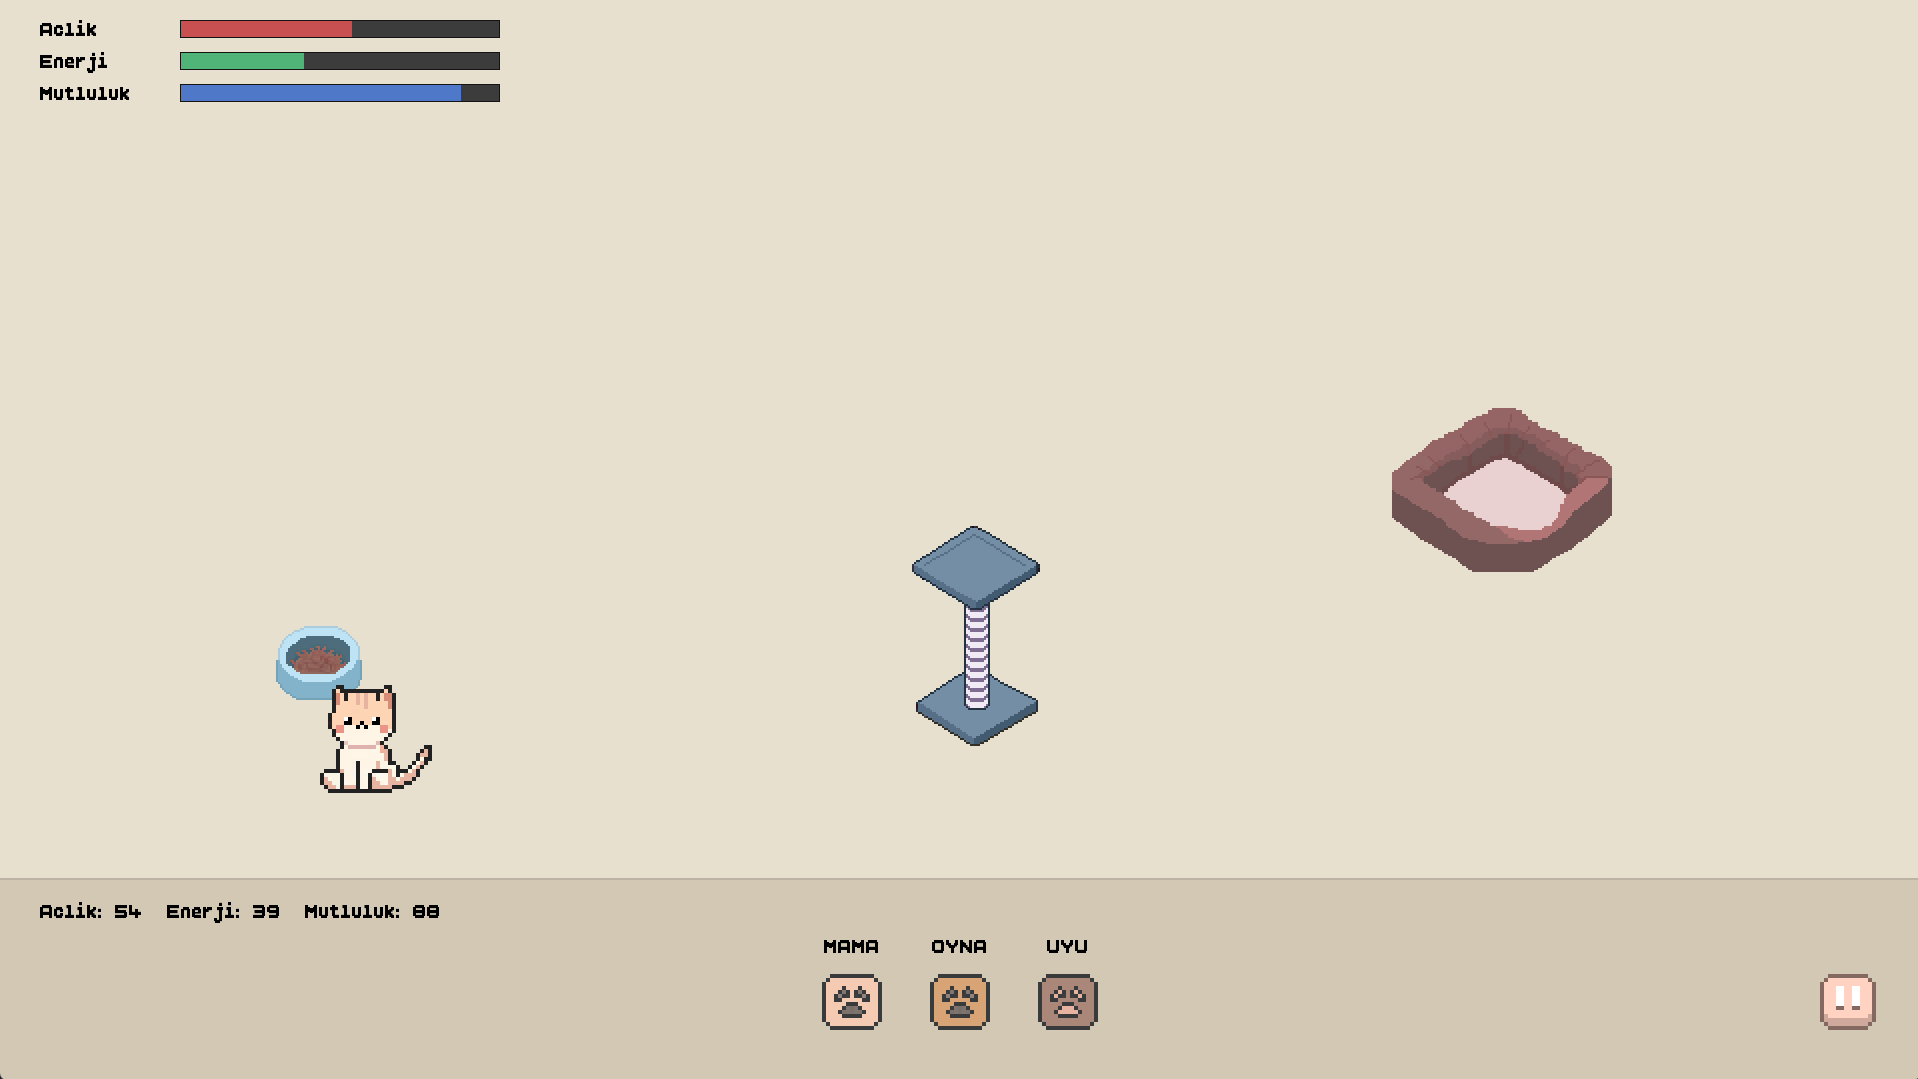 Aclik
Enerji
Mutluluk
Aclik: 54 Enerji: 39 Mutluluk: 88
MAMA OYNA UYU